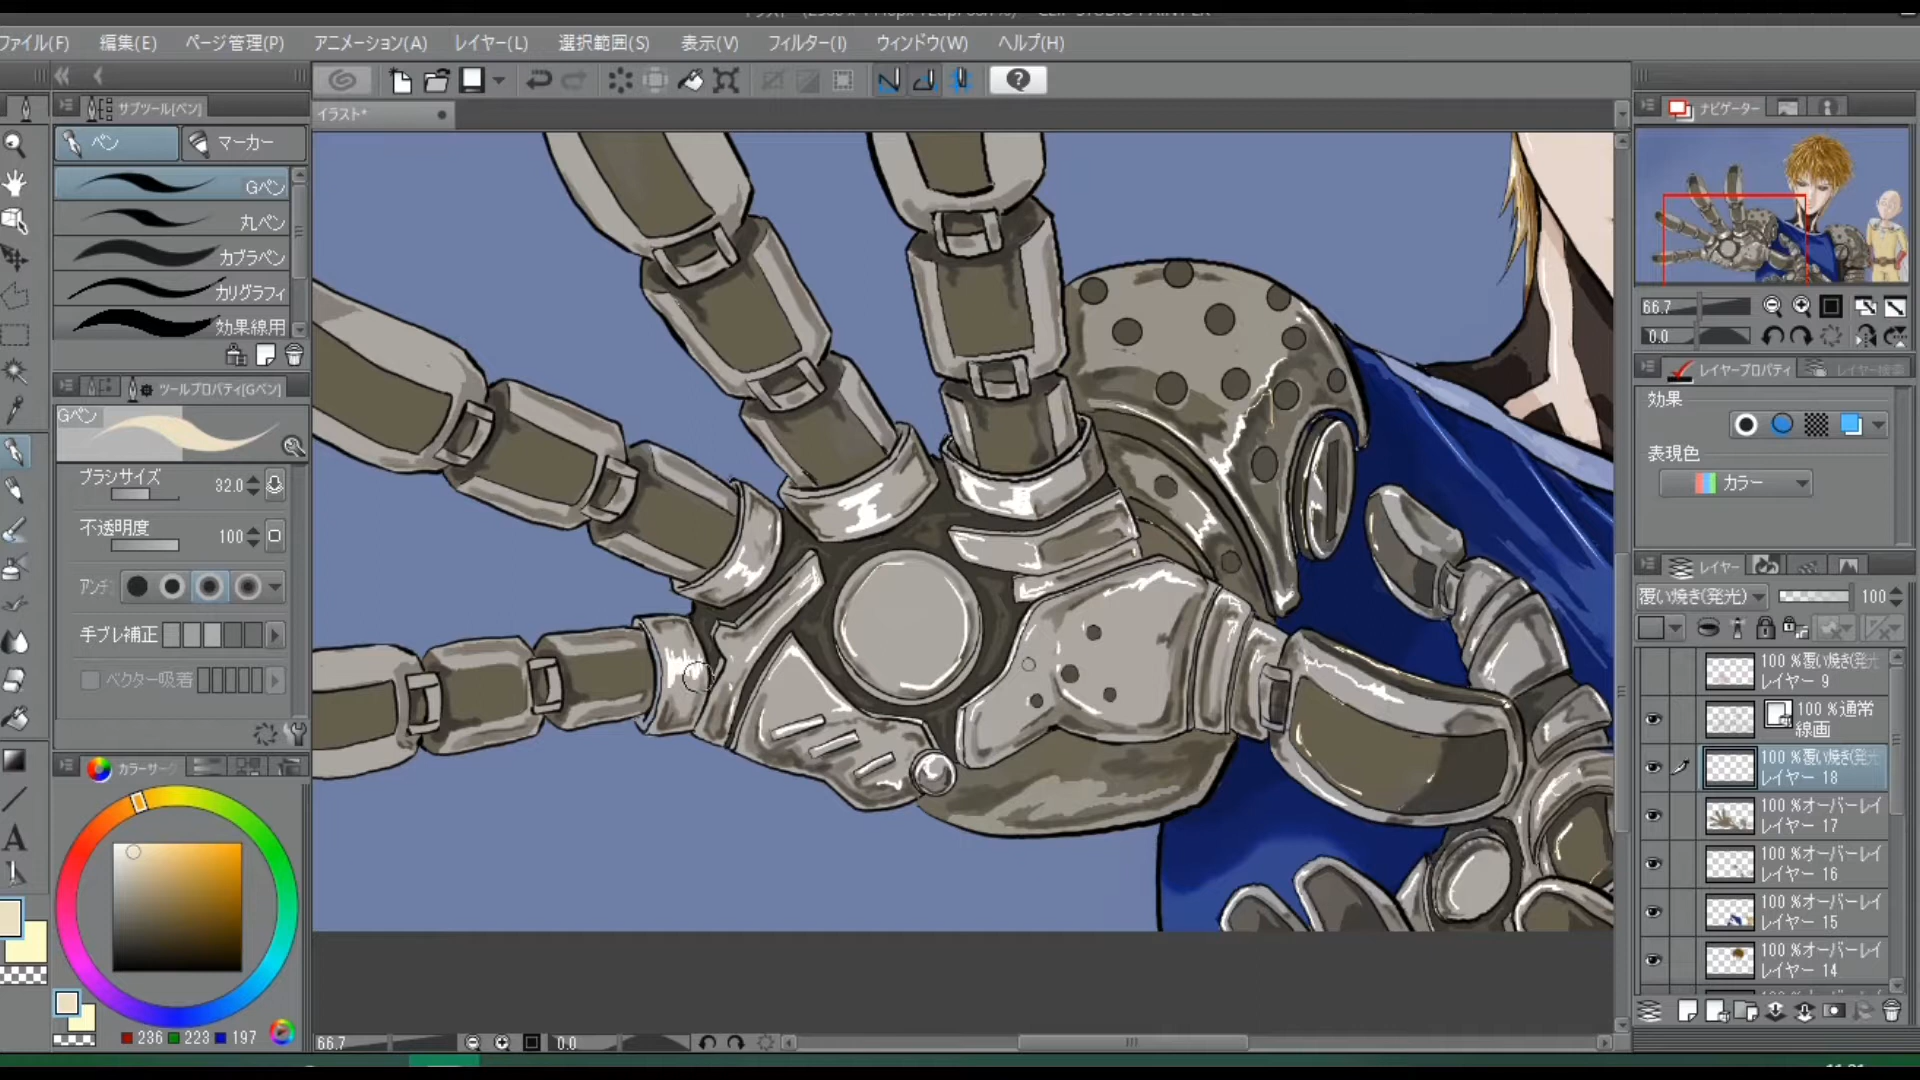 ファイル(F) 編集(E) ページ管理(P) アニメーション(A) レイヤー(L) 選択範囲(S) 表示(V) フィルター(I) ウィンドウ(W) ヘルプ(H)
サブツール[ペン]
イラスト*
ナビゲーター
ペン
マーカー
Gペン
丸ペン
カブラペン
カリグラフィ
効果線用
66.7
0.0
レイヤープロパティ
レイヤー検索
ツールプロパティ[Gペン]
Gペン
効果
表現色
カラー
ブラシサイズ 32.0
不透明度 100
アンチ
手ブレ補正
ベクター吸着
レイヤー
覆い焼き(発光) 100
100 %覆い焼き(発光
レイヤー 9
100 %通常
線画
100 %覆い焼き(発光
レイヤー 18
100 %オーバーレイ
レイヤー 17
100 %オーバーレイ
レイヤー 16
100 %オーバーレイ
レイヤー 15
100 %オーバーレイ
レイヤー 14
カラーサーク
236 223 197
66.7 0.0